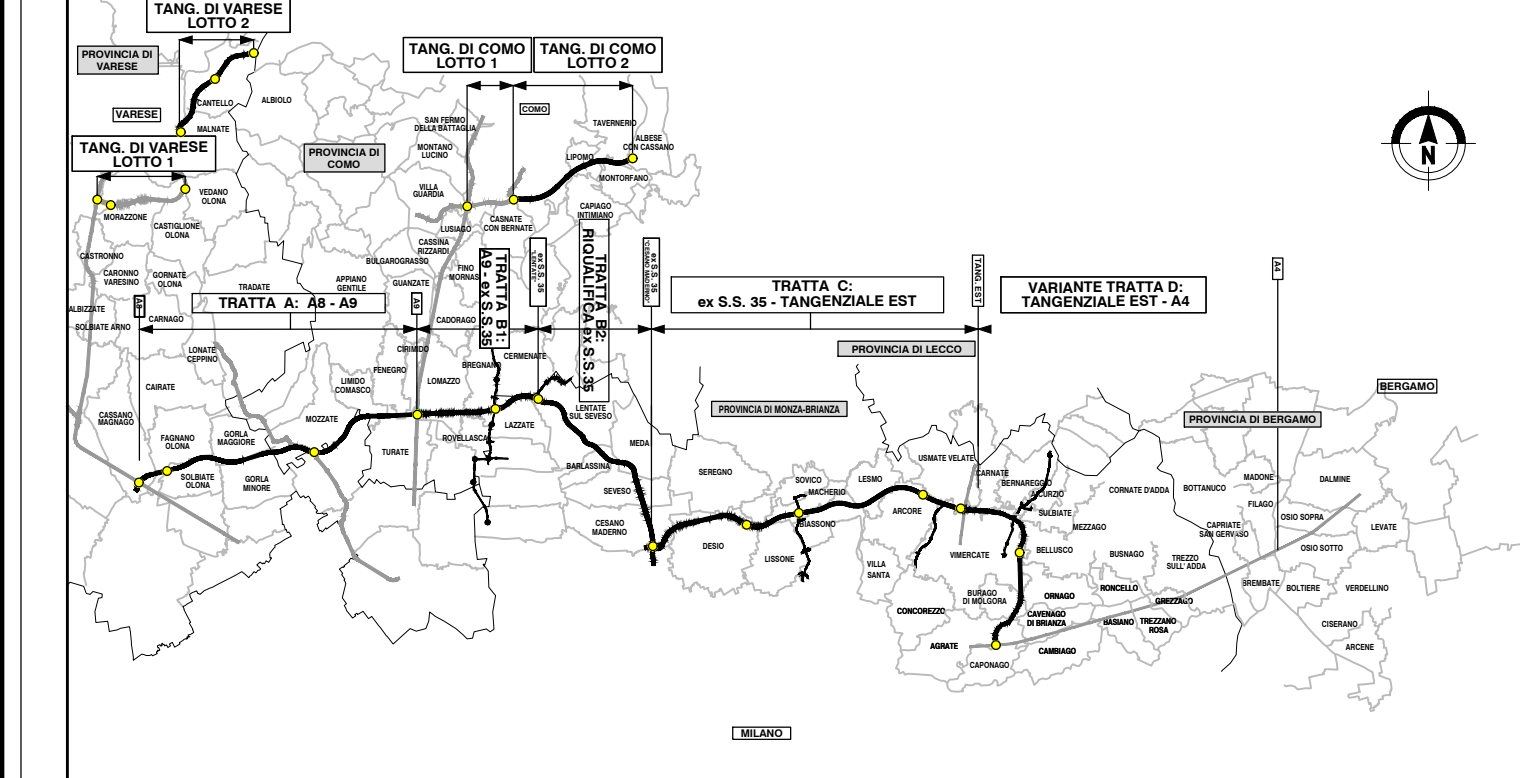 TANG. DI VARESE
LOTTO 2
PROVINCIA DI
VARESE
TANG. DI COMO
LOTTO 1
TANG. DI COMO
LOTTO 2
CANTELLO
ALBIOLO
VARESE
MALNATE
COMO
SAN FERMO
DELLA BATTAGLIA
TAVERNERIO
ALBESE
CON CASSANO
TANG. DI VARESE
LOTTO 1
PROVINCIA DI
COMO
MONTANO
LUCINO
LIPOMO
MONTORFANO
N
VEDANO
OLONA
VILLA
GUARDIA
MORAZZONE
CASTIGLIONE
OLONA
LUSIAGO
CASNATE
CON BERNATE
CAPIAGO
INTIMIANO
CASTRONNO
CASSINA
RIZZARDI
BULGAROGRASSO
CARONNO
VARESINO
GORNATE
OLONA
TRADATE
APPIANO
GENTILE
GUANZATE
FINO
MORNAS
TRATTA B1:
A9 - ex S.S.35
ex S.S. 35
"LENTATE"
TRATTA B2:
RIQUALIFICA ex S.S.35
ex S.S. 35
"CESANO MADERNO"
TRATTA C:
ex S.S. 35 - TANGENZIALE EST
TANG. EST
VARIANTE TRATTA D:
TANGENZIALE EST - A4
A4
ALBIZZATE
A8
TRATTA A: A8 - A9
A9
SOLBIATE ARNO
CARNAGO
CADORAGO
CIRIMIDO
CERMENATE
PROVINCIA DI LECCO
LONATE
CEPPINO
FENEGRO
BREGNANO
CAIRATE
LIMIDO
COMASCO
LOMAZZO
BERGAMO
CASSANO
MAGNAGO
MOZZATE
LENTATE
SUL SEVESO
PROVINCIA DI MONZA-BRIANZA
PROVINCIA DI BERGAMO
LAZZATE
FAGNANO
OLONA
GORLA
MAGGIORE
ROVELLASCA
TURATE
MEDA
SOLBIATE
OLONA
GORLA
MINORE
BARLASSINA
SEREGNO
USMATE VELATE
CARNATE
SEVESO
SOVICO
MACHERIO
LESMO
BERNAREGGIO
AICURZIO
CORNATE D'ADDA
BOTTANUCO
MADONE
DALMINE
CESANO
MADERNO
BIASSONO
ARCORE
SULBIATE
MEZZAGO
FILAGO
OSIO SOPRA
CAPRIATE
SAN GERVASO
LEVATE
DESIO
LISSONE
VILLA
SANTA
VIMERCATE
BELLUSCO
BUSNAGO
TREZZO
SULL' ADDA
OSIO SOTTO
BREMBATE
BOLTIERE
VERDELLINO
CONCOREZZO
BURAGO
DI MOLGORA
ORNAGO
RONCELLO
GREZZAGO
CAVENAGO
DI BRIANZA
BASIANO
TREZZANO
ROSA
CISERANO
ARCENE
AGRATE
CAPONAGO
CAMBIAGO
MILANO